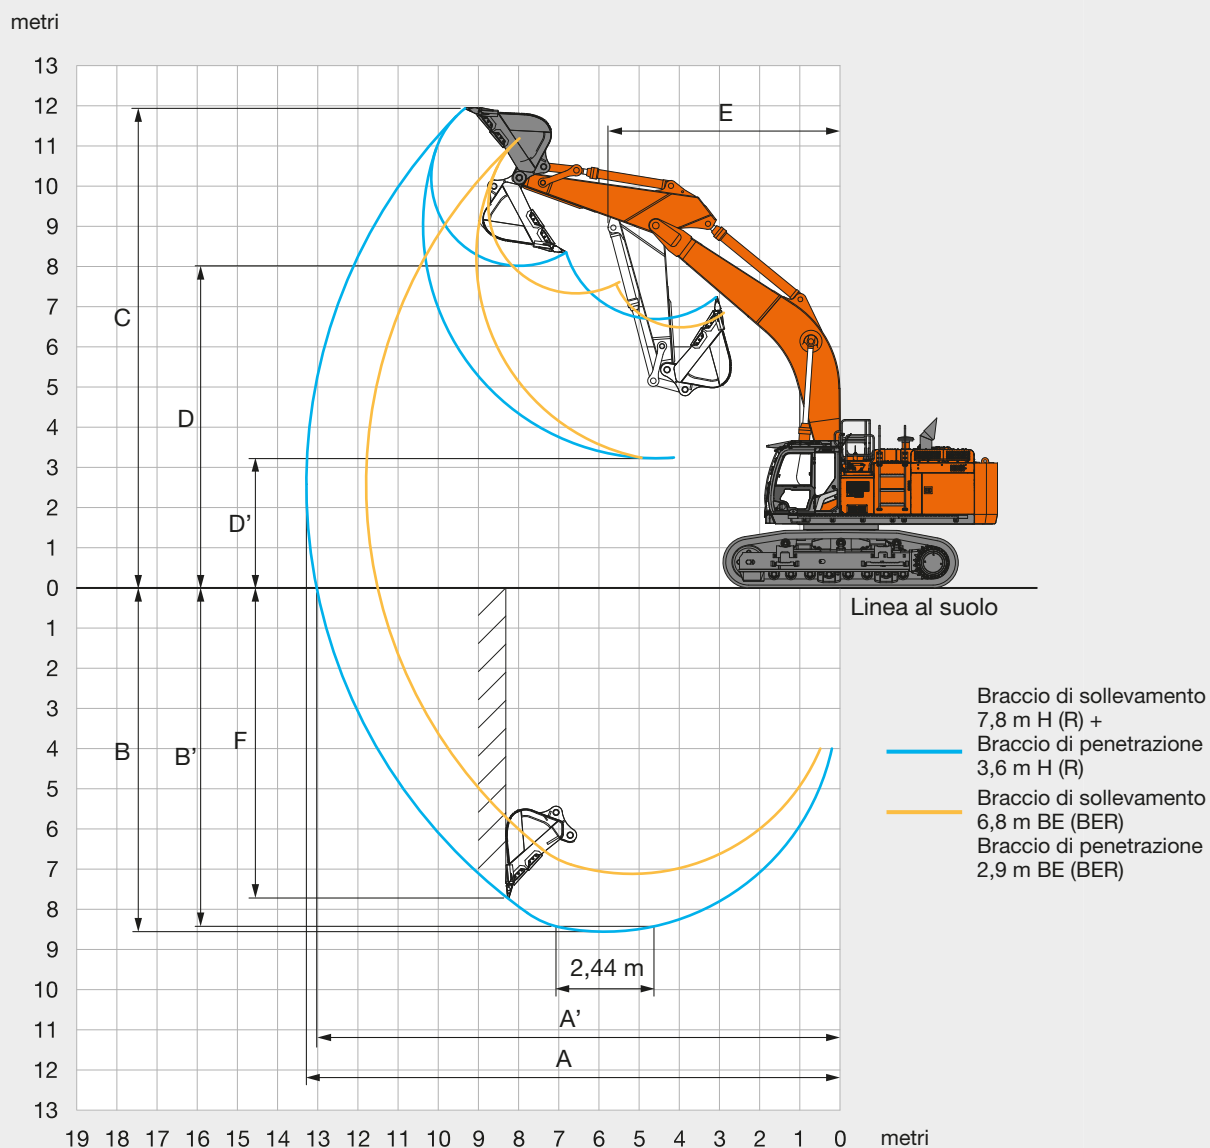 metri
13
12
11
10
9
8
7
6
5
4
3
2
1
0
1
2
3
4
5
6
7
8
9
10
11
12
13
E
C
D
D’
B
B’
F
Linea al suolo
2,44 m
A’
A
Braccio di sollevamento
7,8 m H (R) +
Braccio di penetrazione
3,6 m H (R)
Braccio di sollevamento
6,8 m BE (BER)
Braccio di penetrazione
2,9 m BE (BER)
19 18 17 16 15 14 13 12 11 10 9 8 7 6 5 4 3 2 1 0 metri